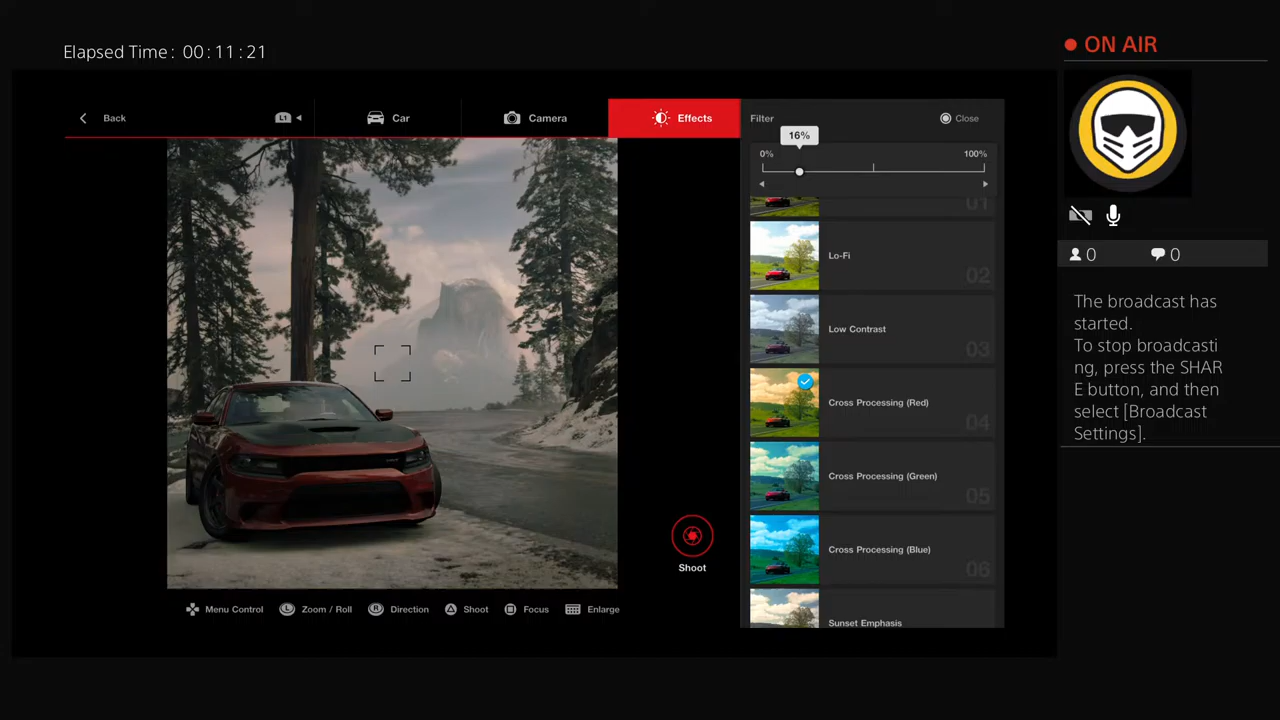 Elapsed Time: 00:11:21
ON AIR
Back
L1
Car
Camera
Effects
Filter
Close
16%
0%
100%
01
Lo-Fi
02
Low Contrast
03
Cross Processing (Red)
04
Cross Processing (Green)
05
Cross Processing (Blue)
06
Sunset Emphasis
Shoot
Menu Control
L
Zoom / Roll
R
Direction
Shoot
Focus
Enlarge
0
0
The broadcast has
started.
To stop broadcasti
ng, press the SHAR
E button, and then
select [Broadcast
Settings].